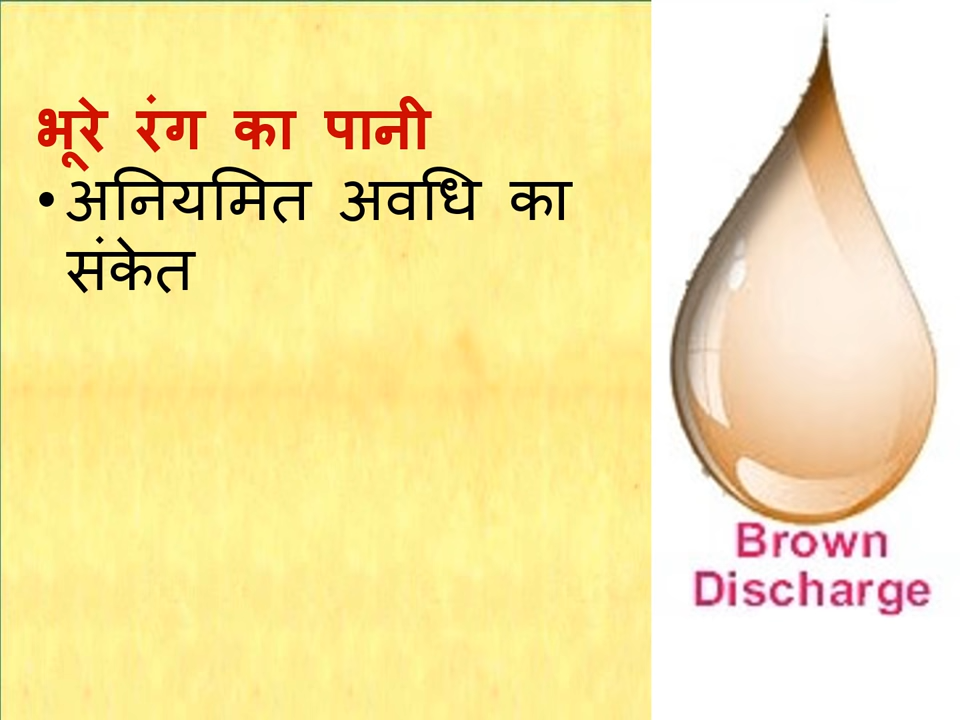 भूरे रंग का पानी
• अनियमित अवधि का
संकेत
Brown
Discharge